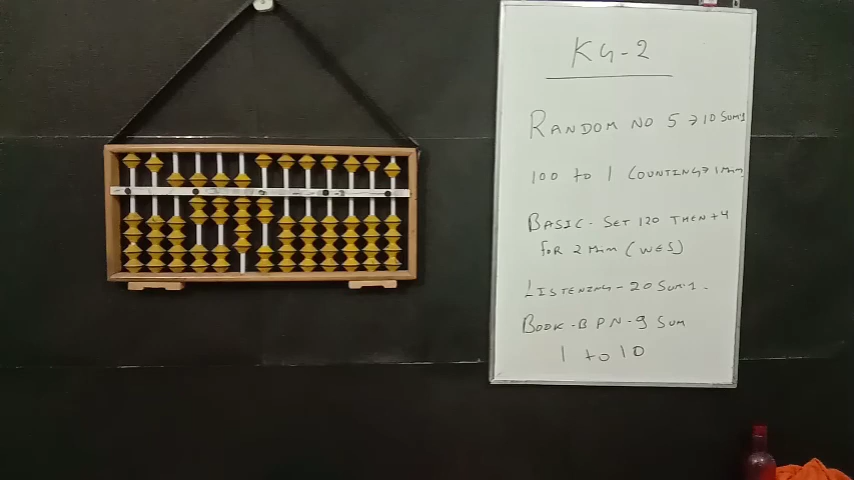 KG-2
RANDOM NO 5 → 10 SUMS
100 to 1 COUNTING → 1 Min
BASIC - SET 120 THEN +4
FOR 2 Min (WES)
LISTENING - 20 SUMS.
BOOK - B PN - 9 SUM
1 to 10